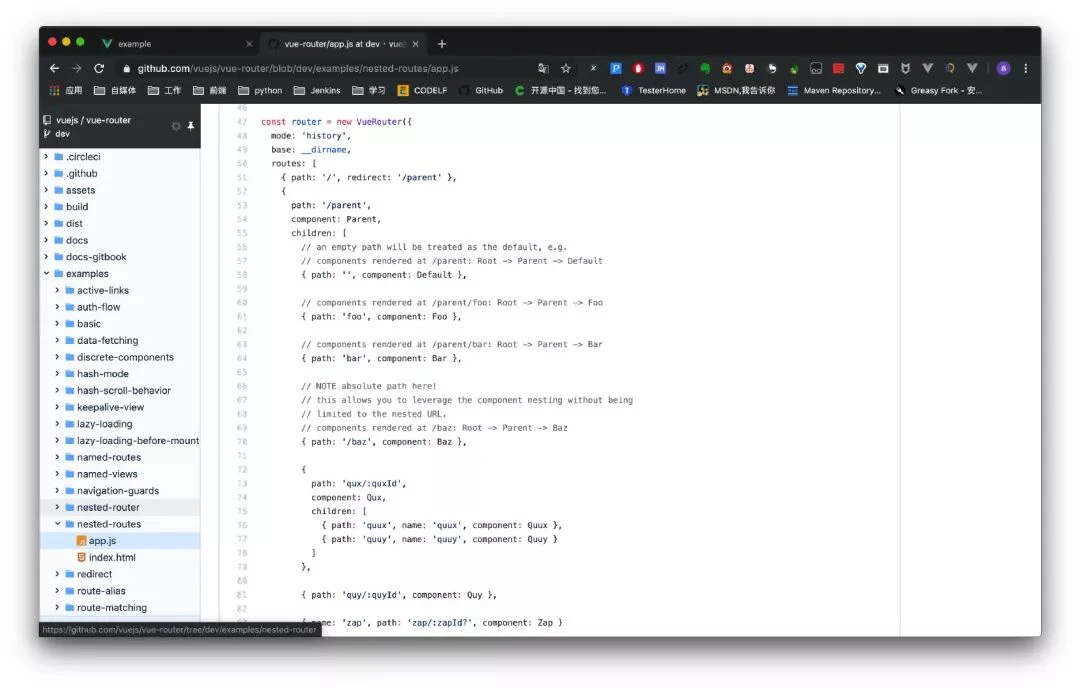 example
vue-router/app.js at dev · vuej
github.com/vuejs/vue-router/blob/dev/examples/nested-routes/app.js
应用 自媒体 工作 前端 python Jenkins 学习 CODELF GitHub 开源中国 - 找到您... TesterHome MSDN,我告诉你 Maven Repository... Greasy Fork - 安...
vuejs / vue-router
dev
.circleci
.github
assets
build
dist
docs
docs-gitbook
examples
active-links
auth-flow
basic
data-fetching
discrete-components
hash-mode
hash-scroll-behavior
keepalive-view
lazy-loading
lazy-loading-before-mount
named-routes
named-views
navigation-guards
nested-router
nested-routes
app.js
index.html
redirect
route-alias
route-matching
https://github.com/vuejs/vue-router/tree/dev/examples/nested-router
46
47 const router = new VueRouter({
48 mode: 'history',
49 base: __dirname,
50 routes: [
51 { path: '/', redirect: '/parent' },
52 {
53 path: '/parent',
54 component: Parent,
55 children: [
56 // an empty path will be treated as the default, e.g.
57 // components rendered at /parent: Root -> Parent -> Default
58 { path: '', component: Default },
59
60 // components rendered at /parent/foo: Root -> Parent -> Foo
61 { path: 'foo', component: Foo },
62
63 // components rendered at /parent/bar: Root -> Parent -> Bar
64 { path: 'bar', component: Bar },
65
66 // NOTE absolute path here!
67 // this allows you to leverage the component nesting without being
68 // limited to the nested URL.
69 // components rendered at /baz: Root -> Parent -> Baz
70 { path: '/baz', component: Baz },
71
72 {
73 path: 'qux/:quxId',
74 component: Qux,
75 children: [
76 { path: 'quux', name: 'quux', component: Quux },
77 { path: 'quuy', name: 'quuy', component: Quuy }
78 ]
79 },
80
81 { path: 'quy/:quyId', component: Quy },
82
'zap', path: 'zap/:zapId?', component: Zap }